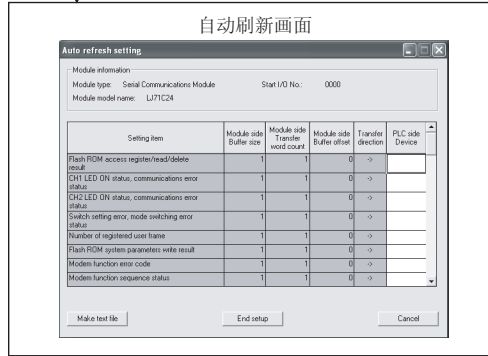 自动刷新画面
Auto refresh setting
Module information
Module type: Serial Communications Module Start I/O No.: 0000
Module model name: LJ71C24
Setting item Module side Buffer size Module side Transfer word count Module side Buffer offset Transfer direction PLC side Device
Flash ROM access register/read/delete result 1 1 0 ->
CH1 LED ON status, communications error status 1 1 0 ->
CH2 LED ON status, communications error status 1 1 0 ->
Switch setting error, mode switching error status 1 1 0 ->
Number of registered user frame 1 1 0 ->
Flash ROM system parameters write result 1 1 0 ->
Modem function error code 1 1 0 ->
Modem function sequence status 1 1 0 ->
Make text file End setup Cancel